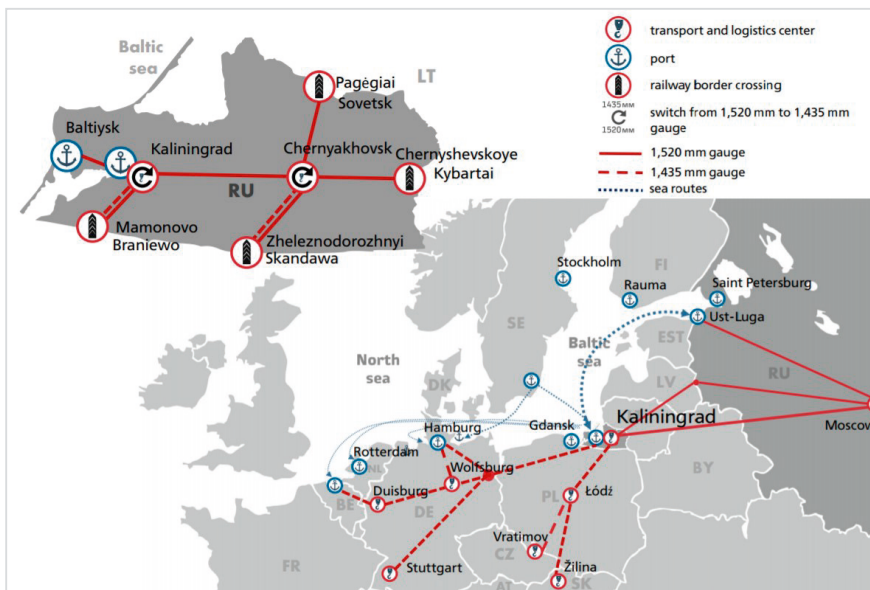 transport and logistics center
port
railway border crossing
1435мм
1520мм
switch from 1,520 mm to 1,435 mm
gauge
1,520 mm gauge
1,435 mm gauge
sea routes
Baltic
sea
LT
Pagėgiai
Sovetsk
Baltiysk
Kaliningrad
Chernyakhovsk
Chernyshevskoye
Kybartai
RU
Mamonovo
Braniewo
Zheleznodorozhnyi
Skandawa
Stockholm
FI
Rauma
Saint Petersburg
Ust-Luga
SE
EST
North
sea
Baltic
sea
DK
LV
RU
Kaliningrad
Moscow
Hamburg
Gdansk
Rotterdam
NL
Wolfsburg
BY
BE
Duisburg
DE
PL
Łódź
Vratimov
CZ
FR
Stuttgart
Žilina
SK
AT